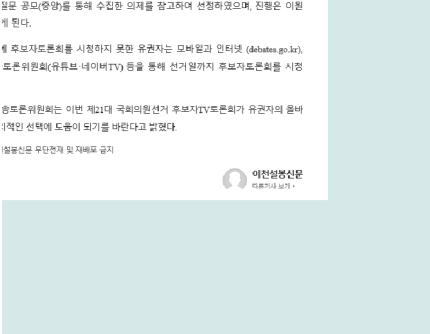 문 공모(중앙)를 통해 수집한 의제를 참고하여 선정하였으며, 진행은 이원
게 된다.
에 후보자토론회를 시청하지 못한 유권자는 모바일과 인터넷 (debates.go.kr),
토론위원회(유튜브·네이버TV) 등을 통해 선거일까지 후보자토론회를 시청
송토론위원회는 이번 제21대 국회의원선거 후보자TV토론회가 유권자의 올바
적인 선택에 도움이 되기를 바란다고 밝혔다.
설봉신문 무단전재 및 재배포 금지
이천설봉신문
다른기사 보기